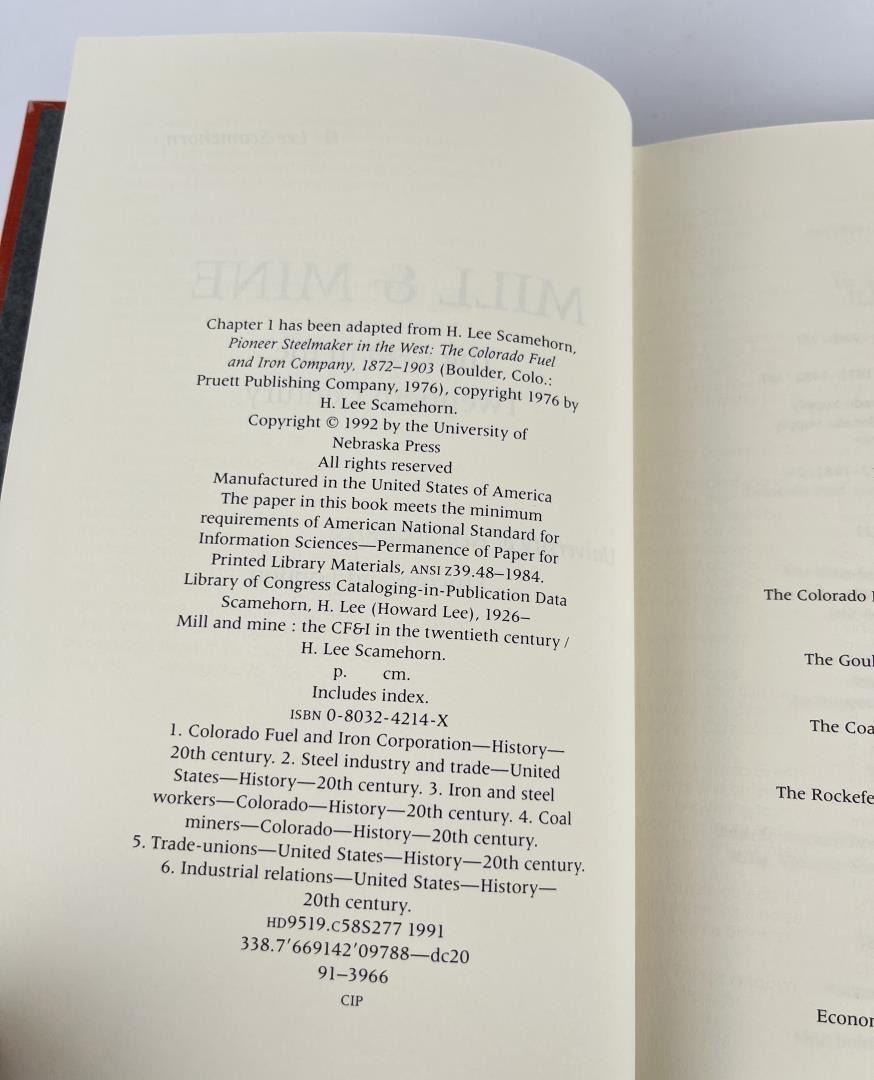 Chapter 1 has been adapted from H. Lee Scamehorn,
Pioneer Steelmaker in the West: The Colorado Fuel
and Iron Company, 1872–1903 (Boulder, Colo.:
Pruett Publishing Company, 1976), copyright 1976 by
H. Lee Scamehorn.
Copyright © 1992 by the University of
Nebraska Press
All rights reserved
Manufactured in the United States of America
The paper in this book meets the minimum
requirements of American National Standard for
Information Sciences—Permanence of Paper for
Printed Library Materials, ANSI Z39.48–1984.
Library of Congress Cataloging-in-Publication Data
Scamehorn, H. Lee (Howard Lee), 1926–
Mill and mine : the CF&I in the twentieth century /
H. Lee Scamehorn.
p. cm.
Includes index.
ISBN 0-8032-4214-X
1. Colorado Fuel and Iron Corporation—History—
20th century. 2. Steel industry and trade—United
States—History—20th century. 3. Iron and steel
workers—Colorado—History—20th century. 4. Coal
miners—Colorado—History—20th century.
5. Trade-unions—United States—History—20th century.
6. Industrial relations—United States—History—
20th century.
HD9519.C58S277 1991
338.7′669142′09788—dc20
91–3966
CIP
The Colorado
The Goul
The Coa
The Rockefe
Econor